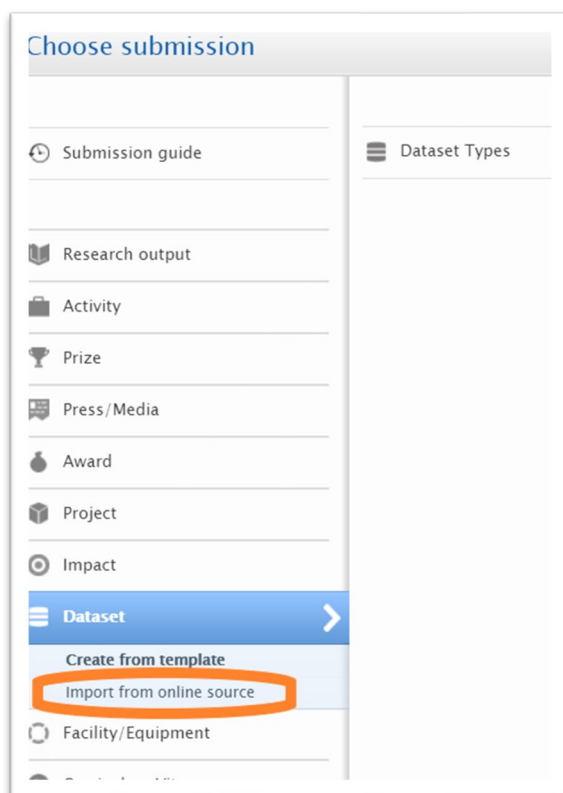 Choose submission
Submission guide
Dataset Types
Research output
Activity
Prize
Press/Media
Award
Project
Impact
Dataset
Create from template
Import from online source
Facility/Equipment